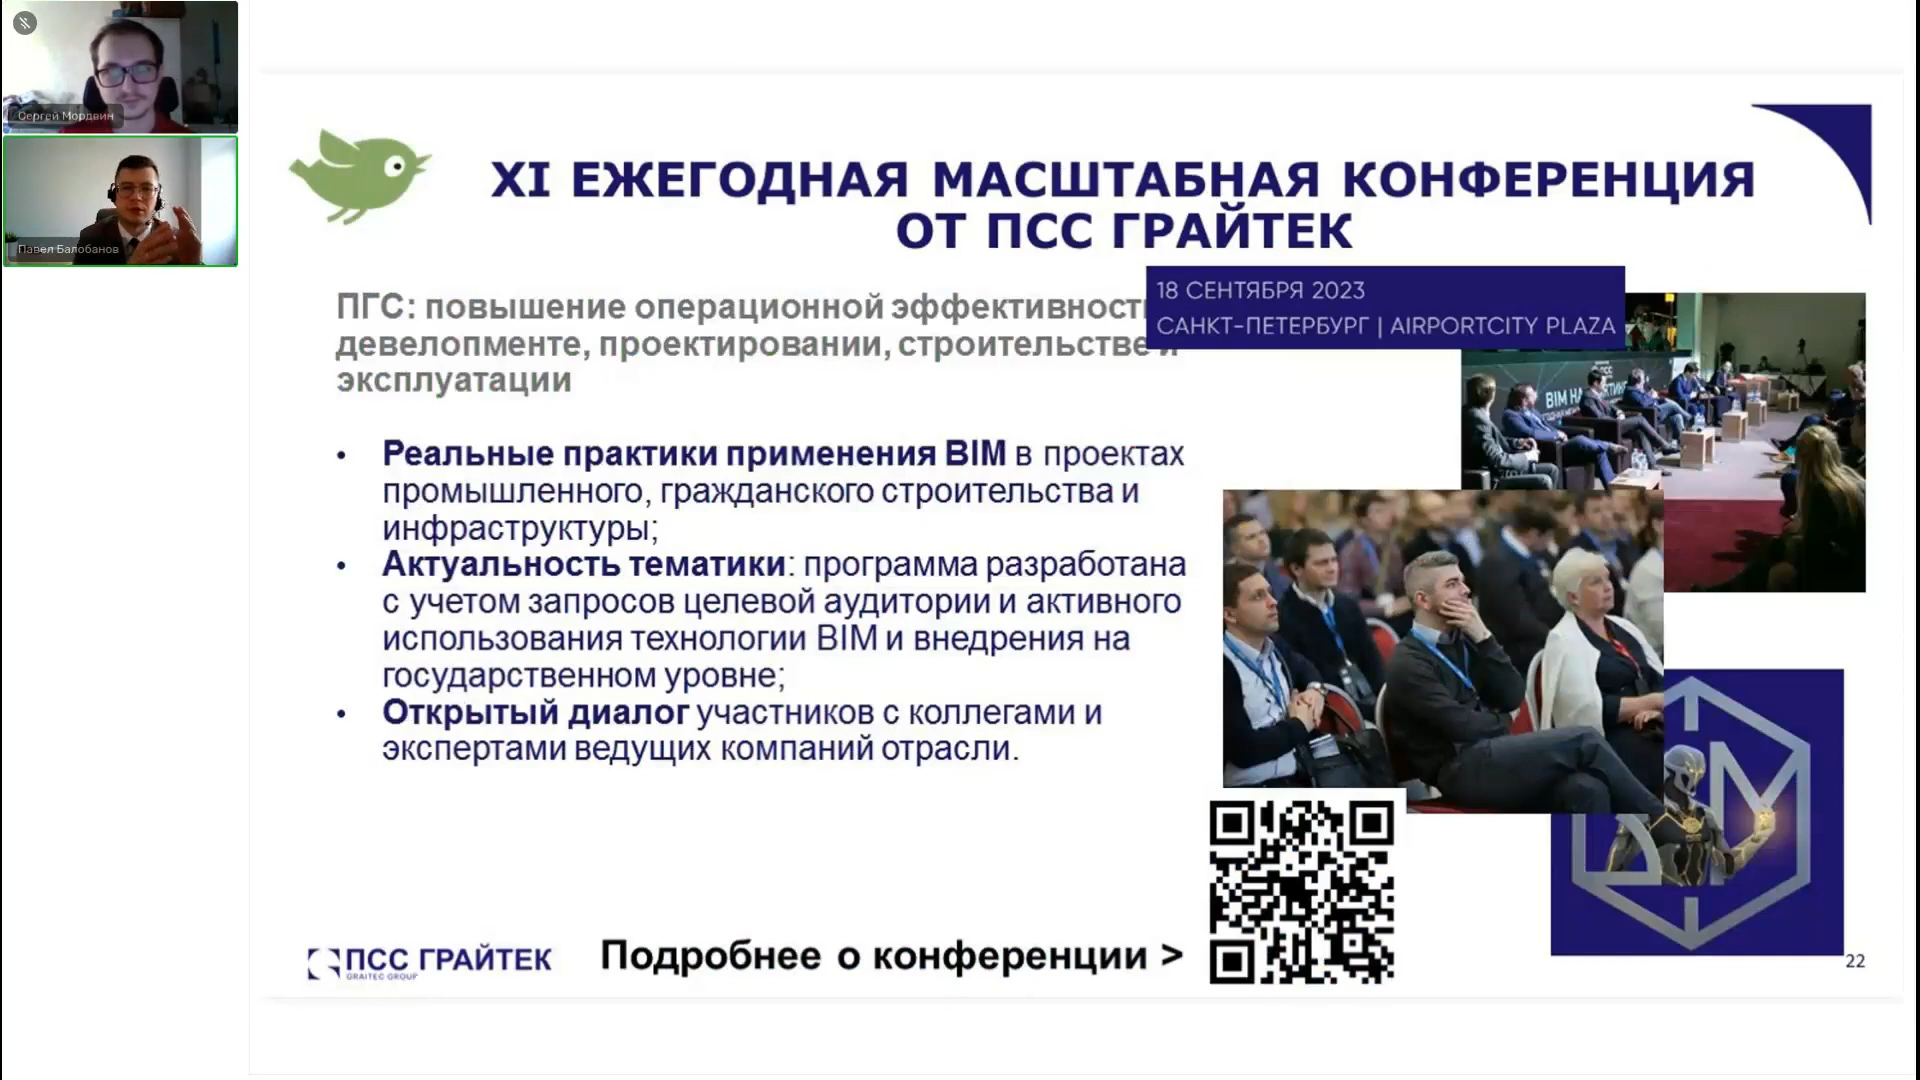 Сергей Мордвин
Павел Балобанов
XI ЕЖЕГОДНАЯ МАСШТАБНАЯ КОНФЕРЕНЦИЯ
ОТ ПСС ГРАЙТЕК
18 СЕНТЯБРЯ 2023
САНКТ-ПЕТЕРБУРГ | AIRPORTCITY PLAZA
ПГС: повышение операционной эффективност
девелопменте, проектировании, строительстве и
эксплуатации
• Реальные практики применения BIM в проектах
промышленного, гражданского строительства и
инфраструктуры;
• Актуальность тематики: программа разработана
с учетом запросов целевой аудитории и активного
использования технологии BIM и внедрения на
государственном уровне;
• Открытый диалог участников с коллегами и
экспертами ведущих компаний отрасли.
ПСС ГРАЙТЕК
GRAITEC GROUP
Подробнее о конференции >
22